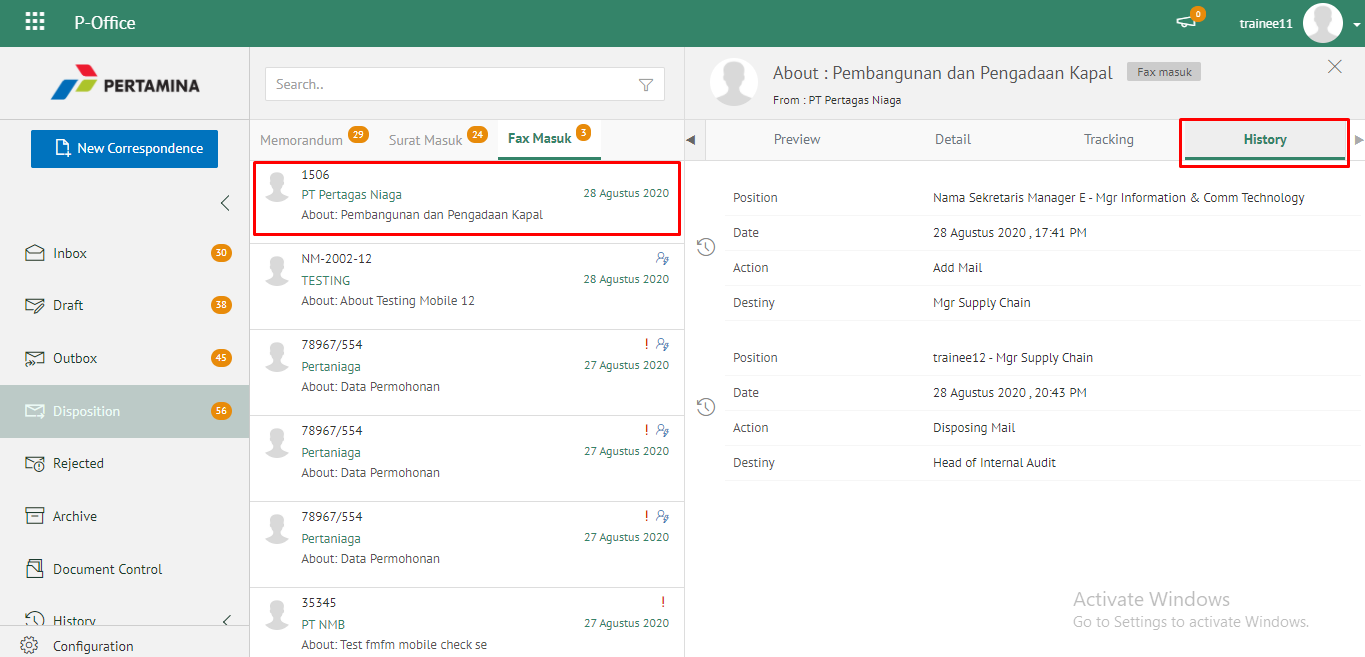 P-Office
0
trainee11
PERTAMINA
New Correspondence
Inbox 30
Draft 38
Outbox 45
Disposition 56
Rejected
Archive
Document Control
History
Configuration
Search..
Memorandum 29 Surat Masuk 24 Fax Masuk 3
1506
PT Pertagas Niaga 28 Agustus 2020
About: Pembangunan dan Pengadaan Kapal
NM-2002-12
TESTING 28 Agustus 2020
About: About Testing Mobile 12
78967/554 !
Pertaniaga 27 Agustus 2020
About: Data Permohonan
78967/554 !
Pertaniaga 27 Agustus 2020
About: Data Permohonan
78967/554 !
Pertaniaga 27 Agustus 2020
About: Data Permohonan
35345 !
PT NMB 27 Agustus 2020
About: Test fmfm mobile check se
About : Pembangunan dan Pengadaan Kapal Fax masuk
From : PT Pertagas Niaga
Preview Detail Tracking History
Position Nama Sekretaris Manager E - Mgr Information & Comm Technology
Date 28 Agustus 2020 , 17:41 PM
Action Add Mail
Destiny Mgr Supply Chain
Position trainee12 - Mgr Supply Chain
Date 28 Agustus 2020 , 20:43 PM
Action Disposing Mail
Destiny Head of Internal Audit
Activate Windows
Go to Settings to activate Windows.